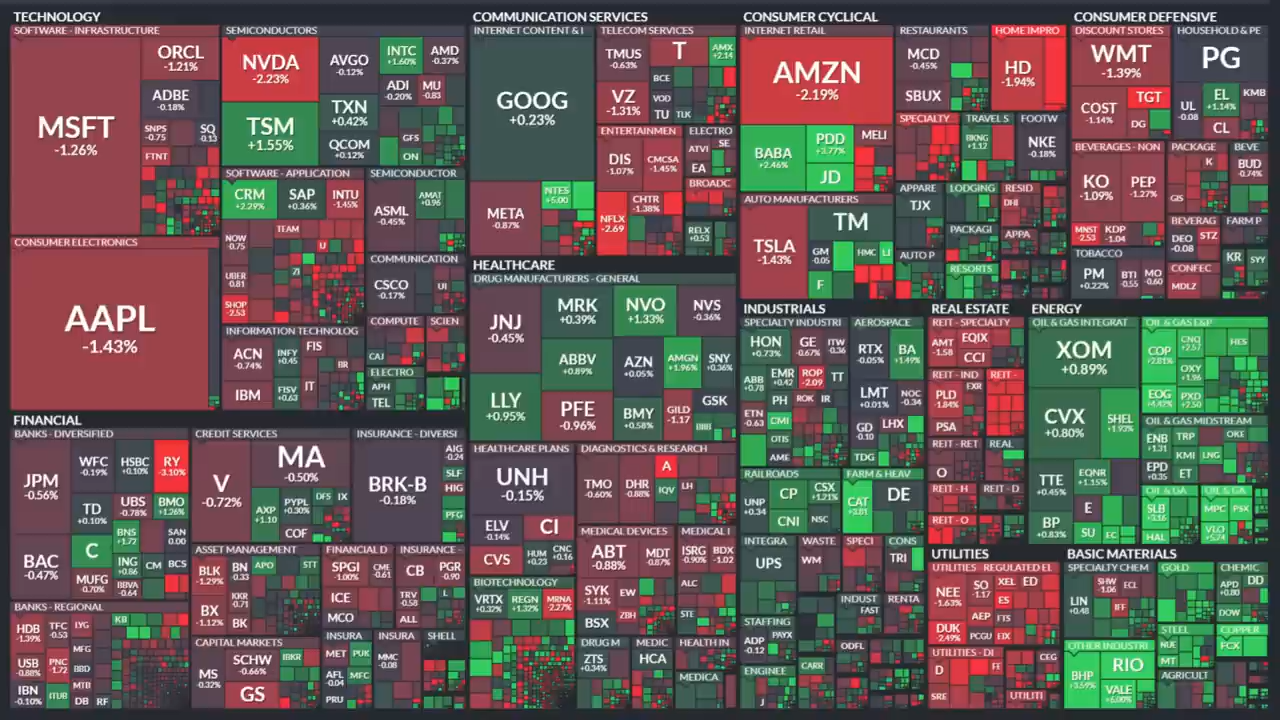 TECHNOLOGY
SOFTWARE - INFRASTRUCTURE
MSFT
-1.26%
ORCL
-1.21%
ADBE
-0.18%
SNPS
-0.75
SQ
-0.13
FTNT
SEMICONDUCTORS
NVDA
-2.23%
TSM
+1.55%
AVGO
-0.12%
INTC
+1.60%
AMD
-0.37%
ADI
-0.20%
MU
-0.83
TXN
+0.42%
QCOM
+0.12%
GFS
ON
SOFTWARE - APPLICATION
CRM
+2.29%
SAP
+0.36%
INTU
-1.45%
NOW
TEAM
U
UBER
ZI
SHOP
-2.53
SEMICONDUCTOR
ASML
-0.45%
AMAT
+0.96
CONSUMER ELECTRONICS
AAPL
-1.43%
COMMUNICATION
CSCO
-0.17%
UI
INFORMATION TECHNOLOG
ACN
-0.74%
INFY
+0.45
FIS
BR
IBM
FISV
+0.63
IT
COMPUTE
CAJ
SCIEN
ELECTRO
APH
TEL
COMMUNICATION SERVICES
INTERNET CONTENT & I
GOOG
+0.23%
META
-0.87%
NTES
+5.00
TELECOM SERVICES
TMUS
-0.63%
T
AMX
+2.14
VZ
-1.31%
BCE
VOD
TU
TLK
ENTERTAINMEN
DIS
-1.07%
CMCSA
-1.45%
NFLX
-2.69
CHTR
-1.38%
ELECTRO
ATVI
SE
EA
BROADC
RELX
+0.53
CONSUMER CYCLICAL
INTERNET RETAIL
AMZN
-2.19%
BABA
+2.46%
PDD
+3.77%
JD
MELI
RESTAURANTS
MCD
-0.45%
SBUX
HOME IMPRO
HD
-1.94%
SPECIALTY
TRAVEL S
BKNG
+1.12
FOOTW
NKE
-0.18%
AUTO MANUFACTURERS
TSLA
-1.43%
TM
GM
-0.05
HMC
LI
F
APPARE
TJX
LODGING
RESID
DHI
PACKAGI
APPA
AUTO P
RESORTS
CONSUMER DEFENSIVE
DISCOUNT STORES
WMT
-1.39%
COST
-1.14%
TGT
DG
HOUSEHOLD & PE
PG
UL
-0.08
EL
+1.14%
KMB
CL
BEVERAGES - NON
KO
-1.09%
PEP
-1.27%
MNST
-2.53
KDP
-1.04
PACKAGE
K
GIS
BEVE
BUD
-0.74%
BEVERAG
DEO
-0.08
STZ
FARM P
TOBACCO
PM
+0.22%
BTI
MO
CONFEC
MDLZ
KR
SYY
HEALTHCARE
DRUG MANUFACTURERS - GENERAL
JNJ
-0.45%
MRK
+0.39%
NVO
+1.33%
NVS
-0.36%
ABBV
+0.89%
AZN
+0.05%
AMGN
+1.96%
SNY
+0.36%
LLY
+0.95%
PFE
-0.96%
BMY
+0.58%
GILD
-1.17
GSK
HEALTHCARE PLANS
UNH
-0.15%
ELV
-0.14%
CI
CVS
HUM
+0.23
CNC
DIAGNOSTICS & RESEARCH
TMO
-0.60%
DHR
-0.88%
A
IQV
LH
MEDICAL DEVICES
ABT
-0.88%
MDT
-0.87%
SYK
-1.11%
EW
BSX
ZBH
MEDICAL I
ISRG
-0.90%
BDX
-1.02
ALC
STE
BIOTECHNOLOGY
VRTX
+0.32%
REGN
+1.32%
MRNA
-2.27%
DRUG M
ZTS
+0.34%
MEDIC
HCA
HEALTH IN
MEDICA
FINANCIAL
BANKS - DIVERSIFIED
JPM
-0.56%
WFC
-0.19%
HSBC
+0.10%
RY
-3.10%
TD
+0.10%
UBS
-0.78%
BMO
+1.26%
BAC
-0.47%
C
BNS
+1.72
SAN
0.00
ING
+0.86
CM
BCS
MUFG
-0.70%
BBVA
-0.64
BANKS - REGIONAL
HDB
-1.39%
TFC
-0.53
LYG
KB
USB
-0.88%
PNC
-1.72
MFG
BBD
IBN
-0.10%
ITUB
MTB
DB
RF
CREDIT SERVICES
V
-0.72%
MA
-0.50%
AXP
+1.10
PYPL
+0.30%
DFS
IX
COF
INSURANCE - DIVERSI
BRK-B
-0.18%
AIG
-0.24
SLF
HIG
PFG
ASSET MANAGEMENT
BLK
-1.29%
BN
-0.33
APO
STT
BX
-1.12%
KKR
-0.71
BK
FINANCIAL D
SPGI
-1.00%
CME
-0.61
ICE
MCO
INSURANCE -
CB
PGR
-0.90
TRV
-0.58
L
ALL
CAPITAL MARKETS
MS
-0.32%
SCHW
-0.66%
IBKR
GS
INSURA
MET
PUK
AFL
-0.04
MFC
PRU
INSURA
MMC
-0.08
SHELL
INDUSTRIALS
SPECIALTY INDUSTRI
HON
+0.73%
GE
-0.67%
ITW
-0.36
ABB
+0.78
EMR
+0.42
ROP
-2.09
TT
PH
ROK
IR
ETN
-0.63
CMI
OTIS
AME
AEROSPACE
RTX
-0.05%
BA
+1.49%
LMT
+0.01%
NOC
-0.34
GD
-0.10
LHX
TDG
RAILROADS
UNP
+0.34
CP
CSX
+1.21%
CNI
NSC
FARM & HEAV
CAT
+3.01
DE
INTEGRA
UPS
WASTE
WM
SPECI
CONS
TRI
INDUST
FAST
RENTA
STAFFING
ADP
-0.12
PAYX
ODFL
CARR
ENGINEE
J
REAL ESTATE
REIT - SPECIALTY
AMT
-1.58
EQIX
CCI
REIT - IND
REIT -
PLD
-1.84%
EXR
PSA
REIT - RET
REAL
O
REIT - H
REIT - D
REIT - O
ENERGY
OIL & GAS INTEGRAT
XOM
+0.89%
CVX
+0.80%
SHEL
+1.93%
TTE
+0.45%
EQNR
+1.15%
E
BP
+0.83%
SU
EC
OIL & GAS E&P
COP
+2.81%
CNQ
+2.57
HES
OXY
+1.96
EOG
+4.42%
PXD
+2.50
OIL & GAS MIDSTREAM
ENB
+1.31
TRP
OKE
KMI
LNG
EPD
+0.35
ET
OIL & GA
SLB
+3.16
HAL
OIL & GA
MPC
PSX
VLO
+5.74
UTILITIES
UTILITIES - REGULATED EL
NEE
-1.63%
SO
-1.17
XEL
ED
ES
AEP
DUK
-2.49%
PCGU
EIX
UTILITIES - DI
D
FE
CEG
SRE
UTILITI
BASIC MATERIALS
SPECIALTY CHEM
LIN
+0.48
SHW
-1.06
ECL
IFF
GOLD
CHEMIC
APD
+0.80
DD
DOW
STEEL
NUE
MT
COPPER
FCX
OTHER INDUSTRI
BHP
+3.59%
RIO
VALE
+6.00%
AGRICULT